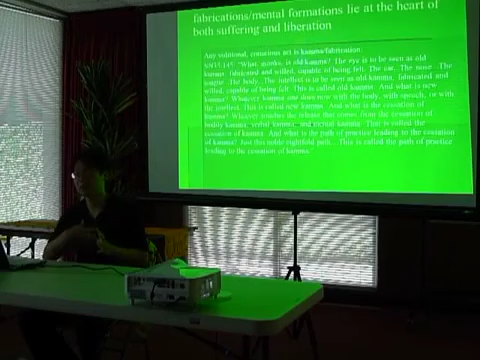 fabrications/mental formations lie at the heart of
both suffering and liberation
Any volitional, conscious act is kamma/fabrication:
SN35.145 "What, monks, is old kamma? The eye is to be seen as old
kamma, fabricated and willed, capable of being felt. The ear...The nose...The
tongue...The body...The intellect is to be seen as old kamma, fabricated and
willed, capable of being felt. This is called old kamma. And what is new
kamma? Whatever kamma one does now with the body, with speech, or with
the intellect. This is called new kamma. And what is the cessation of
kamma? Whoever touches the release that comes from the cessation of
bodily kamma, verbal kamma, and mental kamma. That is called the
cessation of kamma. And what is the path of practice leading to the cessation
of kamma? Just this noble eightfold path...This is called the path of practice
leading to the cessation of kamma."